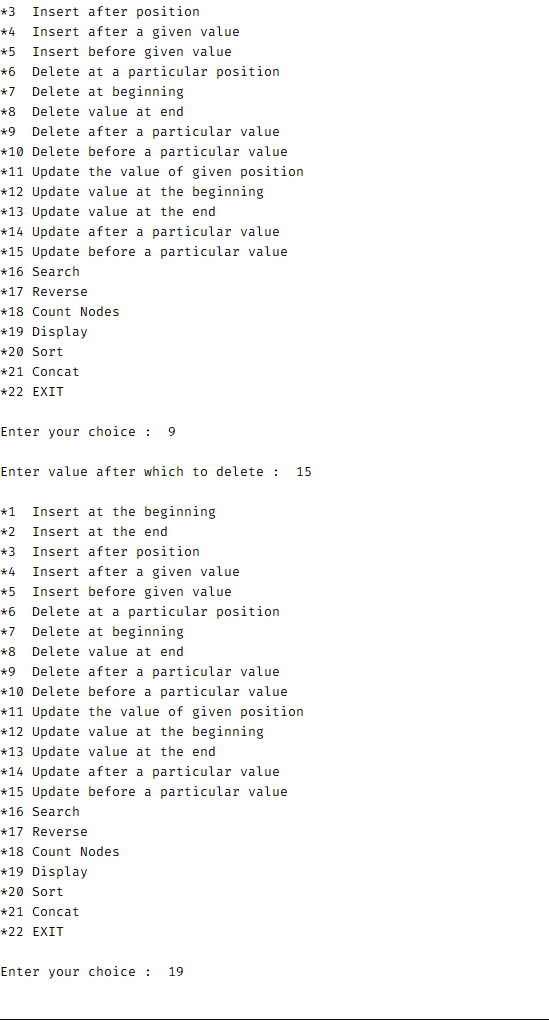 *3  Insert after position
*4  Insert after a given value
*5  Insert before given value
*6  Delete at a particular position
*7  Delete at beginning
*8  Delete value at end
*9  Delete after a particular value
*10 Delete before a particular value
*11 Update the value of given position
*12 Update value at the beginning
*13 Update value at the end
*14 Update after a particular value
*15 Update before a particular value
*16 Search
*17 Reverse
*18 Count Nodes
*19 Display
*20 Sort
*21 Concat
*22 EXIT
Enter your choice :  9
Enter value after which to delete :  15
*1  Insert at the beginning
*2  Insert at the end
*3  Insert after position
*4  Insert after a given value
*5  Insert before given value
*6  Delete at a particular position
*7  Delete at beginning
*8  Delete value at end
*9  Delete after a particular value
*10 Delete before a particular value
*11 Update the value of given position
*12 Update value at the beginning
*13 Update value at the end
*14 Update after a particular value
*15 Update before a particular value
*16 Search
*17 Reverse
*18 Count Nodes
*19 Display
*20 Sort
*21 Concat
*22 EXIT
Enter your choice :  19